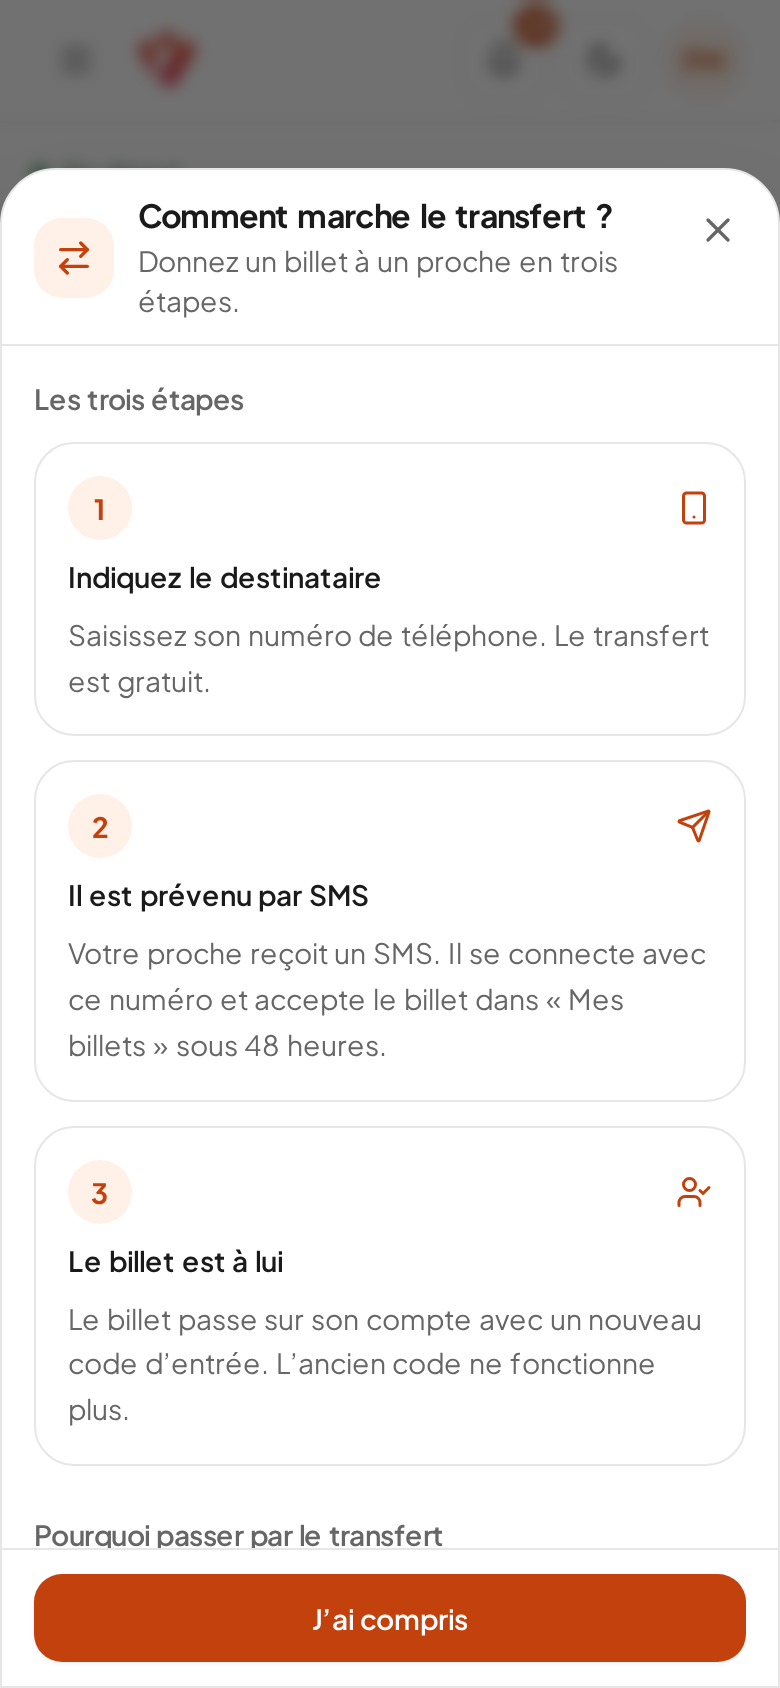 Comment marche le transfert ?
Donnez un billet à un proche en trois
étapes.
Les trois étapes
1
Indiquez le destinataire
Saisissez son numéro de téléphone. Le transfert
est gratuit.
2
Il est prévenu par SMS
Votre proche reçoit un SMS. Il se connecte avec
ce numéro et accepte le billet dans « Mes
billets » sous 48 heures.
3
Le billet est à lui
Le billet passe sur son compte avec un nouveau
code d’entrée. L’ancien code ne fonctionne
plus.
Pourquoi passer par le transfert
J’ai compris